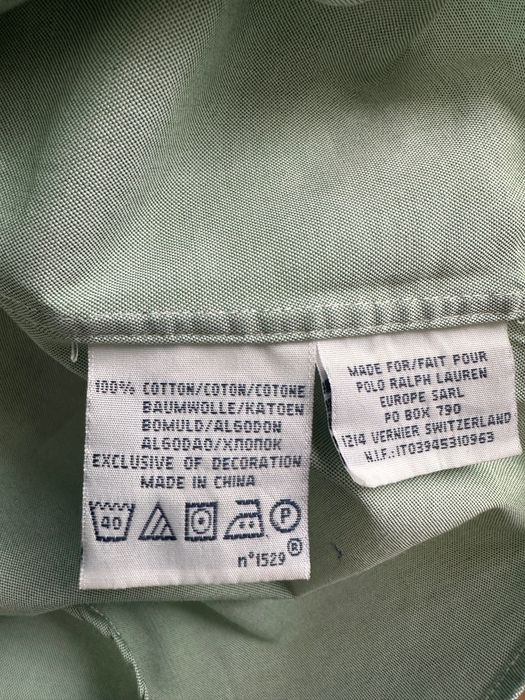 100% COTTON/COTON/COTONE
BAUMWOLLE/KATOEN
BOMULD/ALGODON
ALGODAO/ХЛОПОК
EXCLUSIVE OF DECORATION
MADE IN CHINA
40
P
n°1529®
MADE FOR/FAIT POUR
POLO RALPH LAUREN
EUROPE SARL
PO BOX 790
1214 VERNIER SWITZERLAND
N.I.F.:IT03945310963